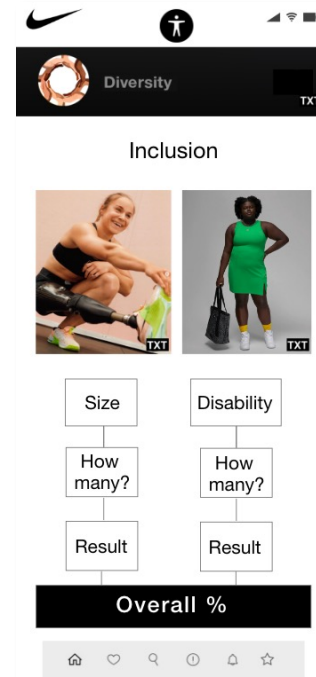 Diversity
TXT
Inclusion
TXT
TXT
Size
Disability
How
many?
How
many?
Result
Result
Overall %